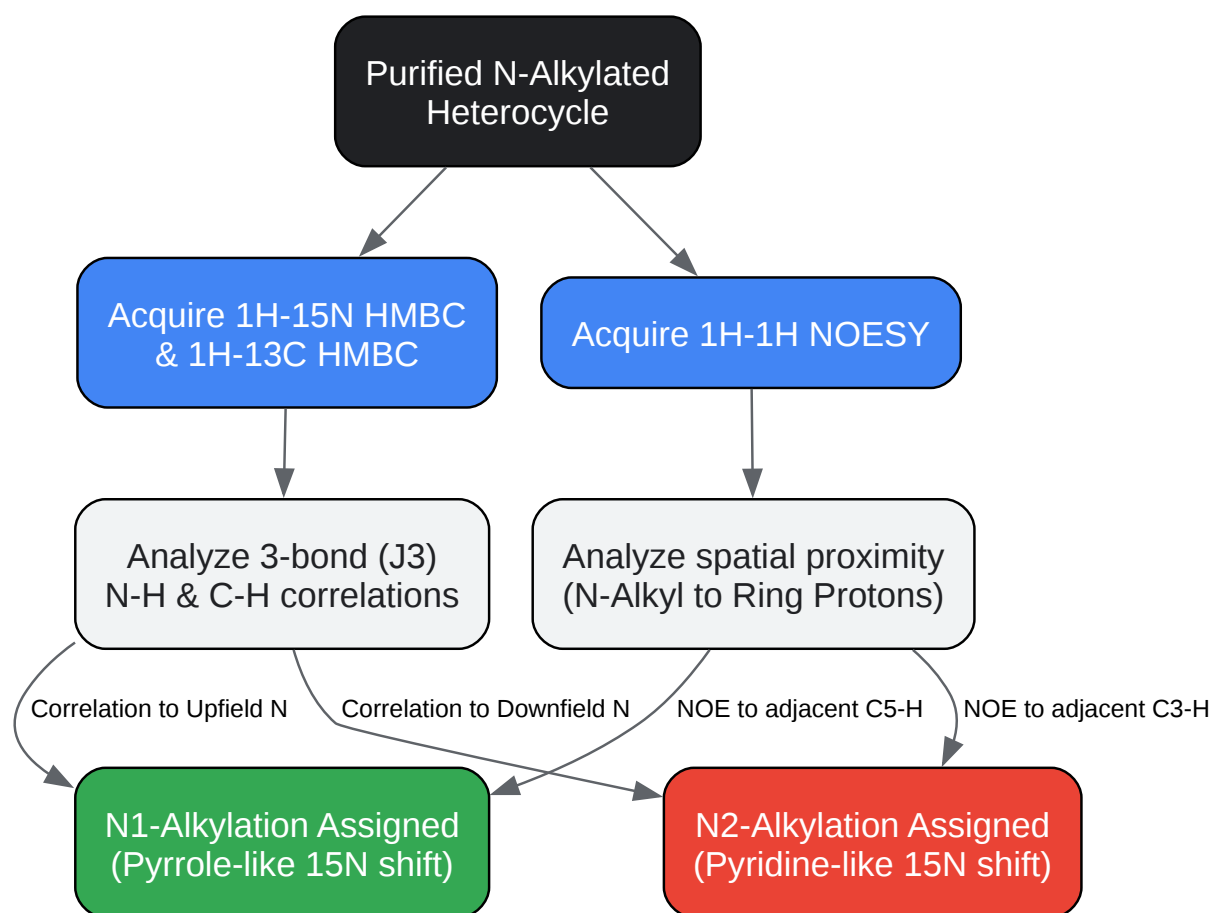 Purified N-Alkylated
Heterocycle
Acquire 1H-15N HMBC
& 1H-13C HMBC
Acquire 1H-1H NOESY
Analyze 3-bond (J3)
N-H & C-H correlations
Analyze spatial proximity
(N-Alkyl to Ring Protons)
Correlation to Upfield N
Correlation to Downfield N
NOE to adjacent C5-H
NOE to adjacent C3-H
N1-Alkylation Assigned
(Pyrrole-like 15N shift)
N2-Alkylation Assigned
(Pyridine-like 15N shift)